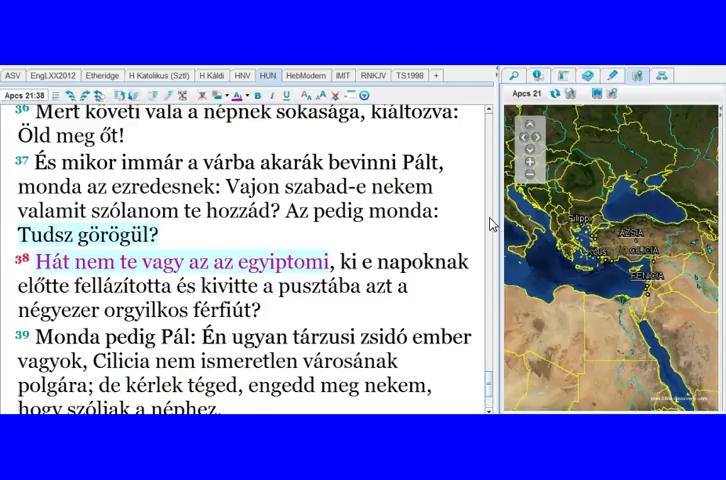 ASV EngLXX2012 Etheridge H Katolikus (Sztl) H Káldi HNV HUN HebModern IMIT RNKJV TS1998 +
Apcs 21:38
B I U
Apcs 21
36 Mert követi vala a népnek sokasága, kiáltozva:
Öld meg őt!
37 És mikor immár a várba akarák bevinni Pált,
monda az ezredesnek: Vajon szabad-e nekem
valamit szólanom te hozzád? Az pedig monda:
Tudsz görögül?
38 Hát nem te vagy az az egyiptomi, ki e napoknak
előtte fellázította és kivitte a pusztába azt a
négyezer orgyilkos férfiút?
39 Monda pedig Pál: Én ugyan tárzusi zsidó ember
vagyok, Cilicia nem ismeretlen városának
polgára; de kérlek téged, engedd meg nekem,
hogy szóljak a néphez.
Filippi
ÁZSIA
CILICIA
FENICIA